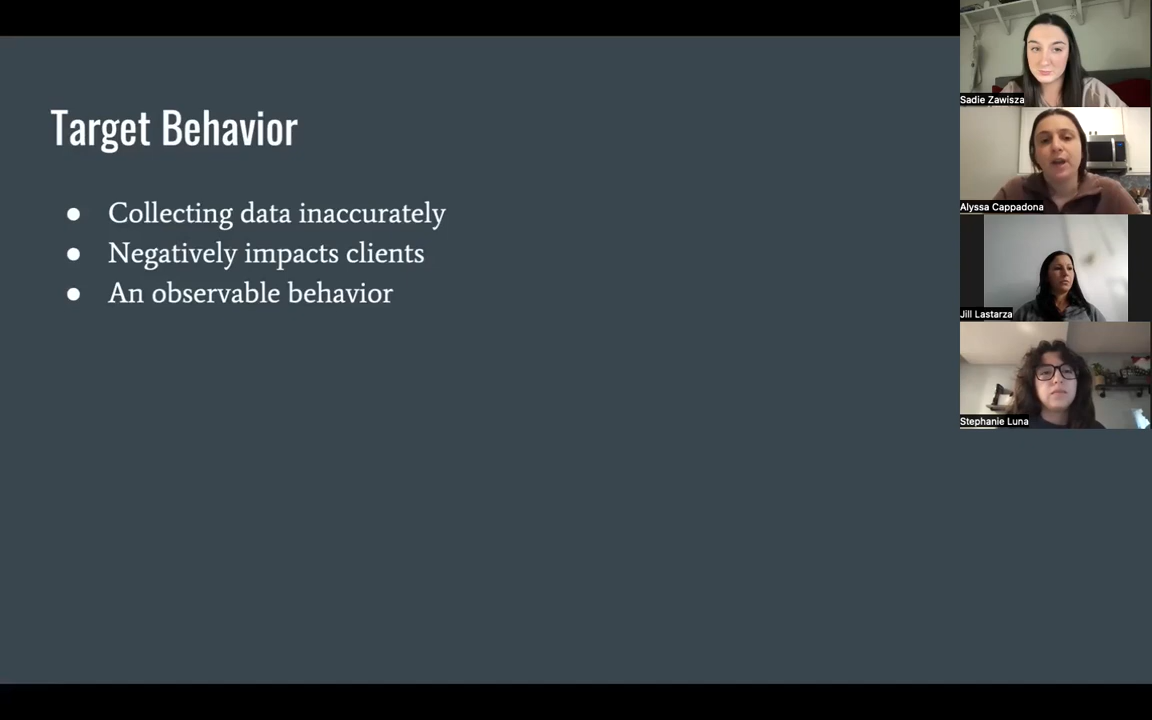 Target Behavior
● Collecting data inaccurately
● Negatively impacts clients
● An observable behavior
Sadie Zawisza
Alyssa Cappadona
Jill Lastarza
Stephanie Luna